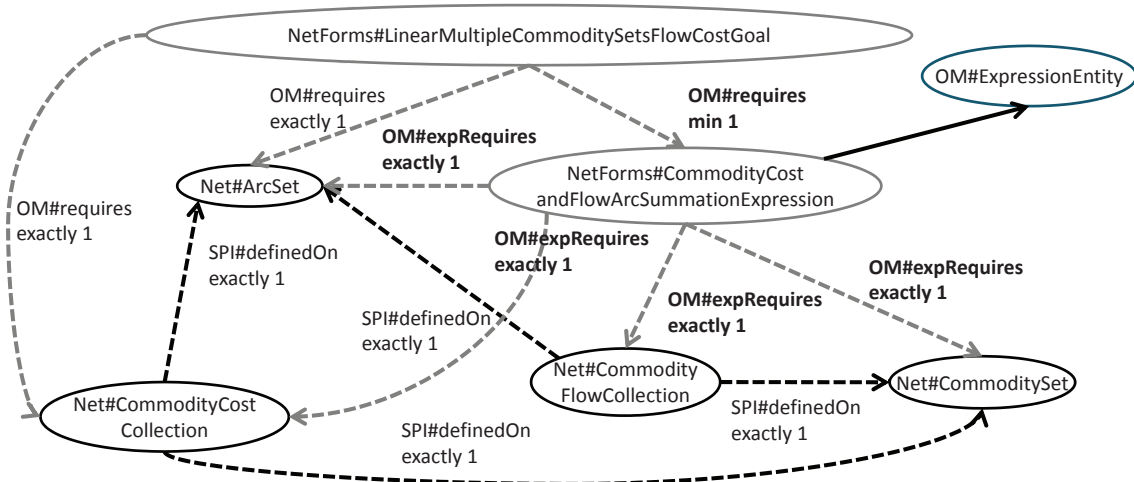 NetForms#LinearMultipleCommoditySetsFlowCostGoal
OM#ExpressionEntity
OM#requires
exactly 1
OM#requires
min 1
OM#expRequires
exactly 1
Net#ArcSet
NetForms#CommodityCost
andFlowArcSummationExpression
OM#requires
exactly 1
SPI#definedOn
exactly 1
OM#expRequires
exactly 1
OM#expRequires
exactly 1
OM#expRequires
exactly 1
SPI#definedOn
exactly 1
Net#Commodity
FlowCollection
Net#CommoditySet
Net#CommodityCost
Collection
SPI#definedOn
exactly 1
SPI#definedOn
exactly 1